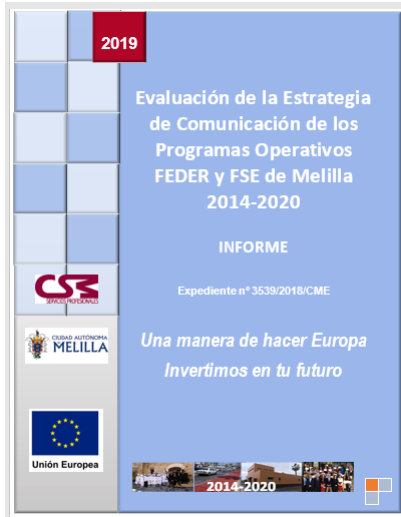 2019
Evaluación de la Estrategia
de Comunicación de los
Programas Operativos
FEDER y FSE de Melilla
2014-2020
INFORME
CSM
SERVICIOS PROFESIONALES
Expediente nº 3539/2018/CME
CIUDAD AUTÓNOMA
MELILLA
Una manera de hacer Europa
Invertimos en tu futuro
Unión Europea
2014-2020